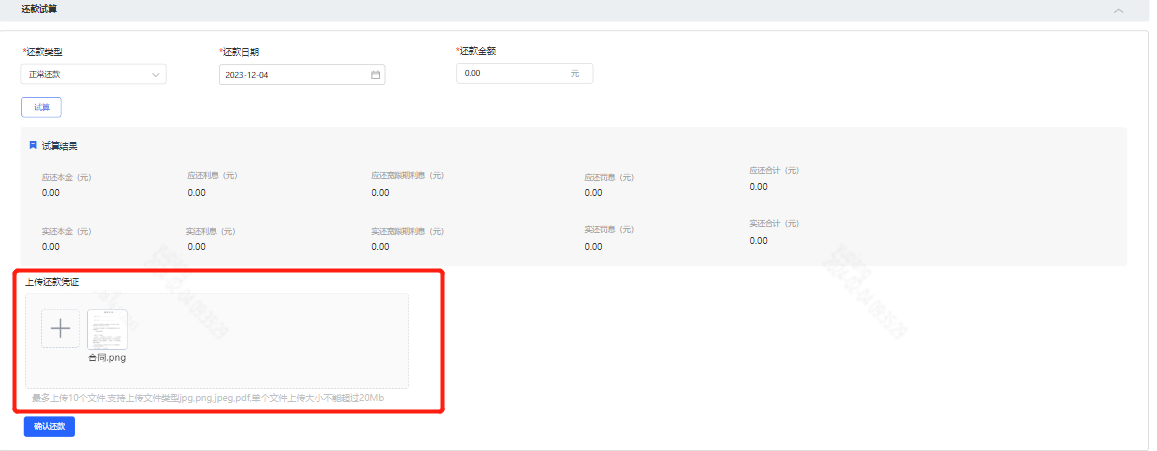 还款试算
*还款类型 *还款日期 *还款金额
正常还款 2023-12-04 0.00 元
试算
试算结果
应还本金（元） 应还利息（元） 应还宽限期利息（元） 应还罚息（元） 应还合计（元）
0.00 0.00 0.00 0.00 0.00
实还本金（元） 实还利息（元） 实还宽限期利息（元） 实还罚息（元） 实还合计（元）
0.00 0.00 0.00 0.00 0.00
上传还款凭证
合同.png
最多上传10个文件,支持上传文件类型jpg,png,jpeg,pdf,单个文件上传大小不能超过20Mb
确认还款